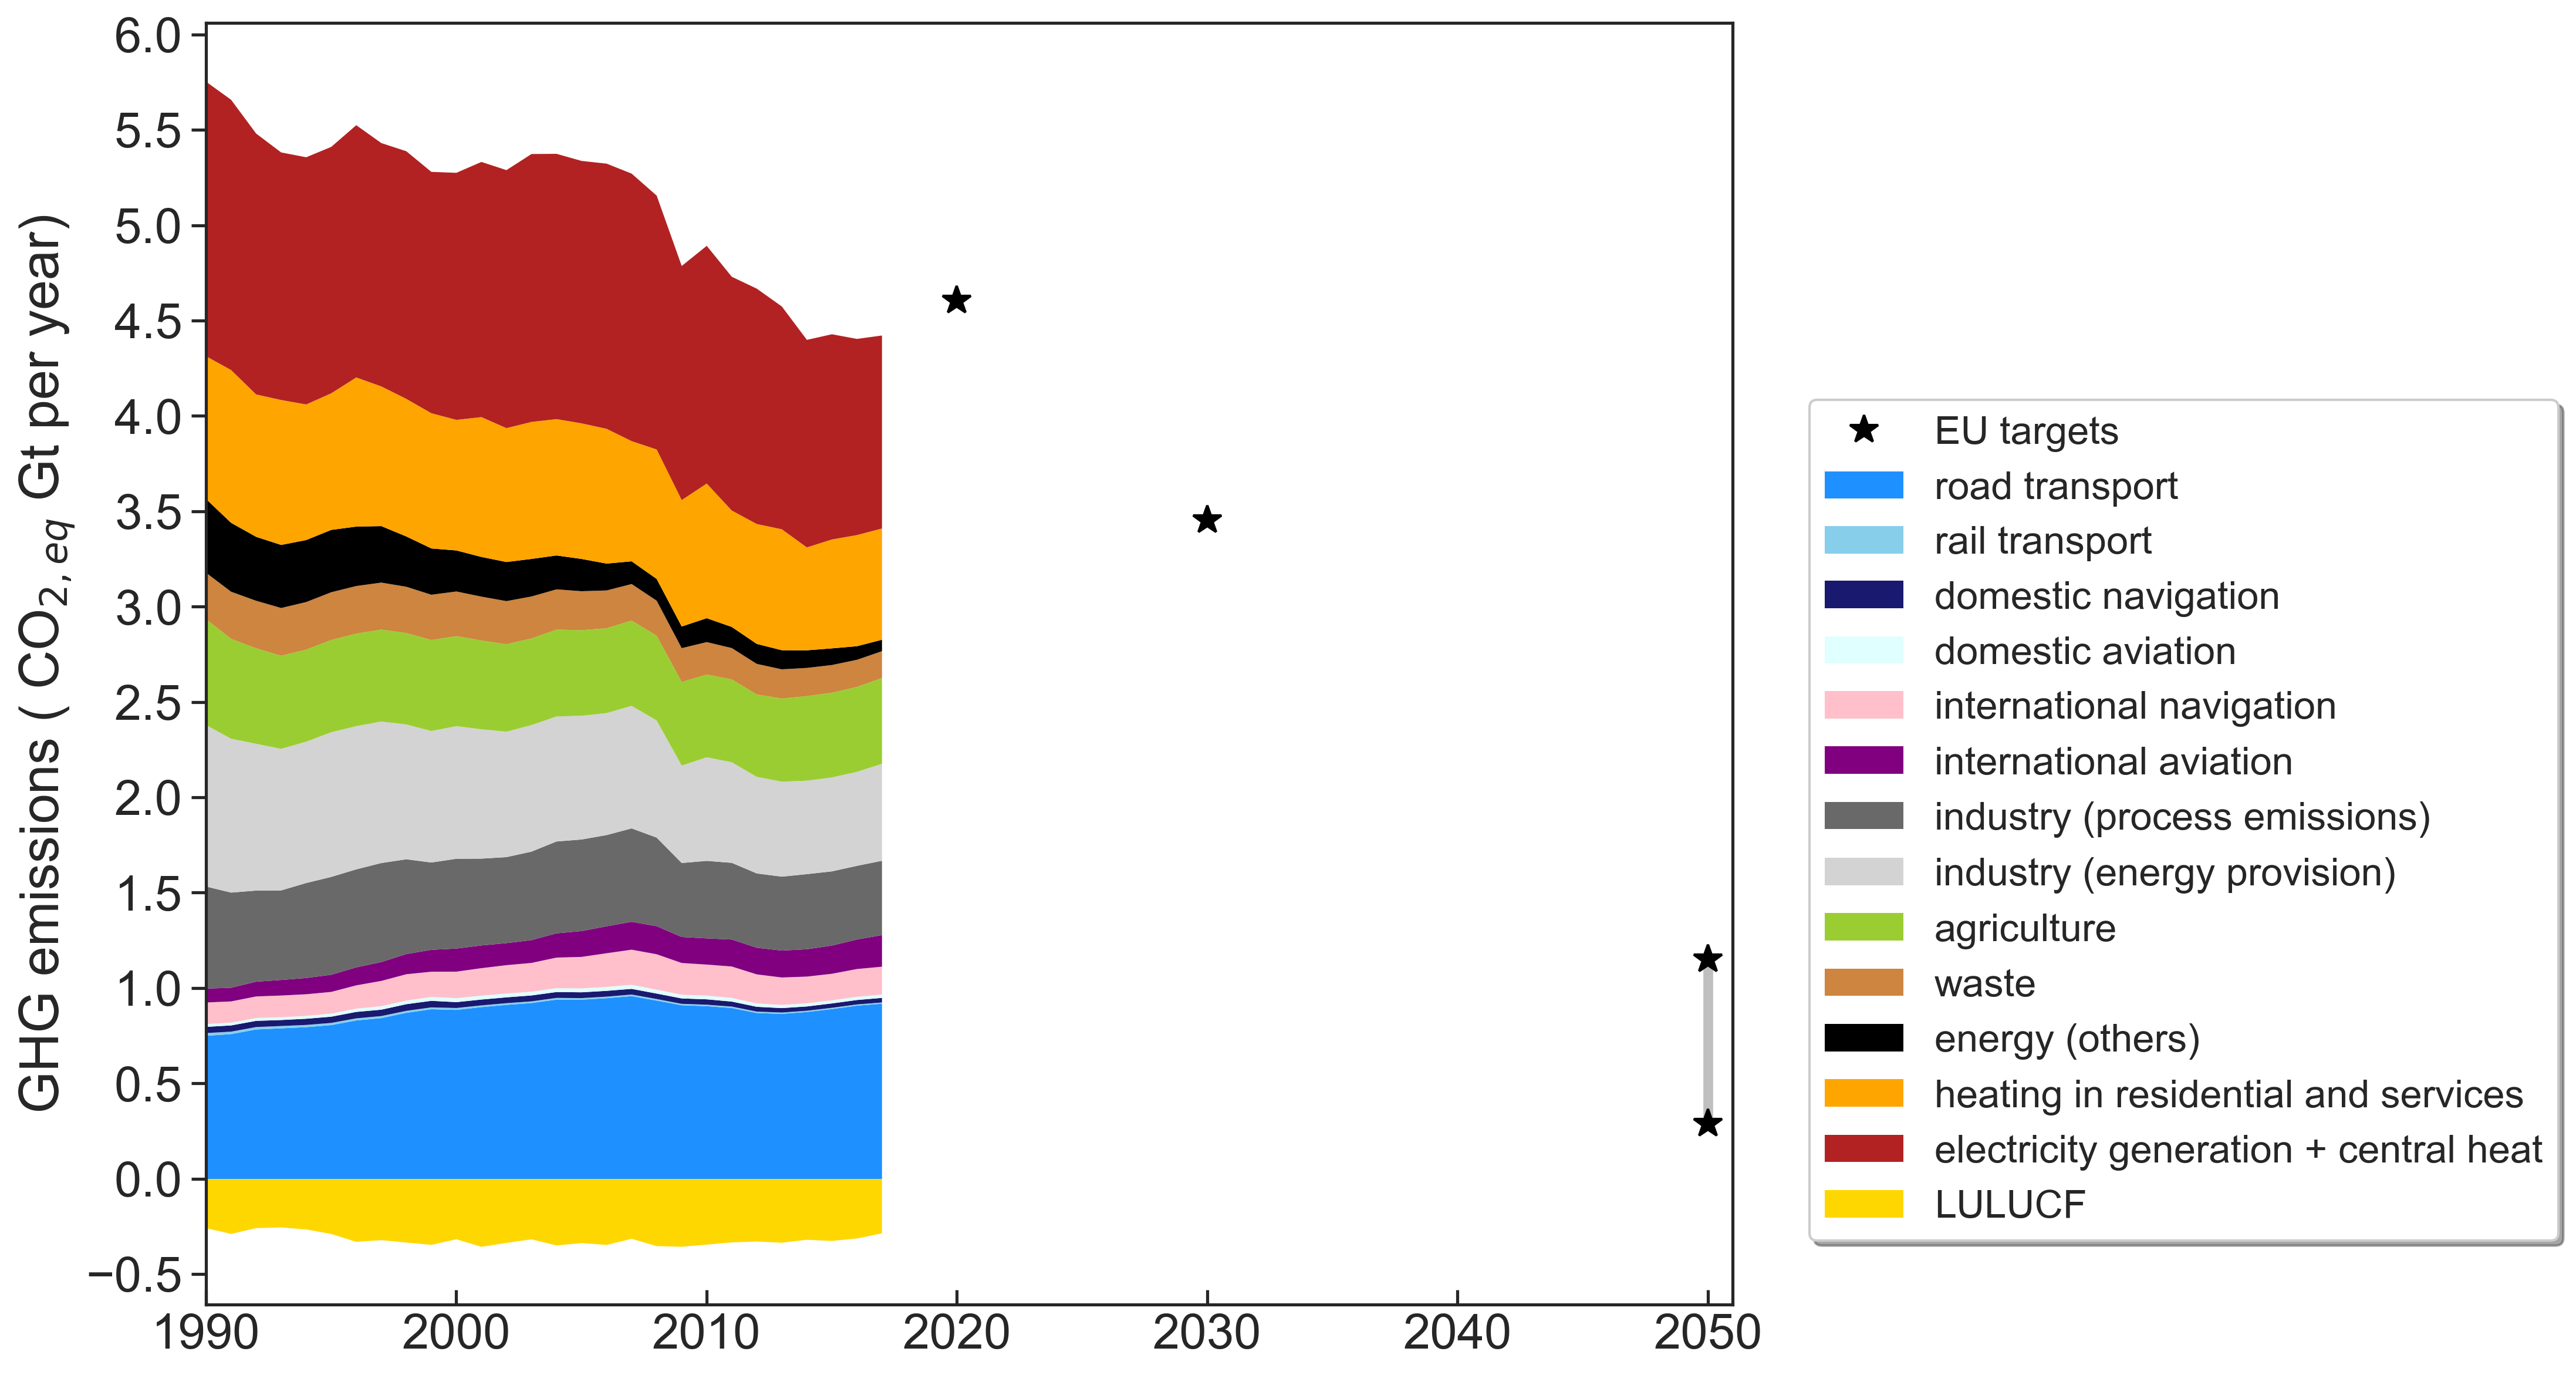 GHG emissions ( CO2, eq Gt per year)
6.0
5.5
5.0
4.5
4.0
3.5
3.0
2.5
2.0
1.5
1.0
0.5
0.0
−0.5
1990 2000 2010 2020 2030 2040 2050
EU targets
road transport
rail transport
domestic navigation
domestic aviation
international navigation
international aviation
industry (process emissions)
industry (energy provision)
agriculture
waste
energy (others)
heating in residential and services
electricity generation + central heat
LULUCF